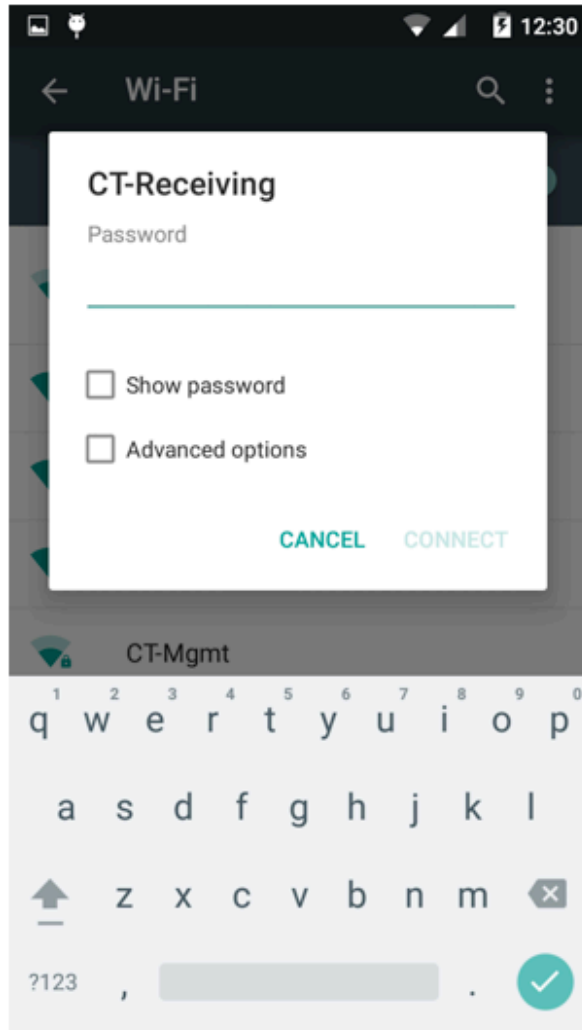 12:30
Wi-Fi
CT-Receiving
Password
Show password
Advanced options
CANCEL CONNECT
CT-Mgmt
1 2 3 4 5 6 7 8 9 0
q w e r t y u i o p
a s d f g h j k l
z x c v b n m
?123 , .